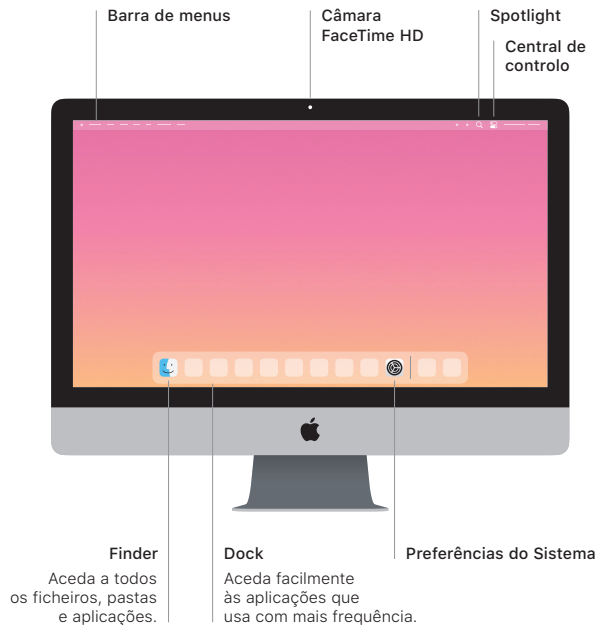 Barra de menus
Câmara
FaceTime HD
Spotlight
Central de
controlo
Finder
Aceda a todos
os ficheiros, pastas
e aplicações.
Dock
Aceda facilmente
às aplicações que
usa com mais frequência.
Preferências do Sistema